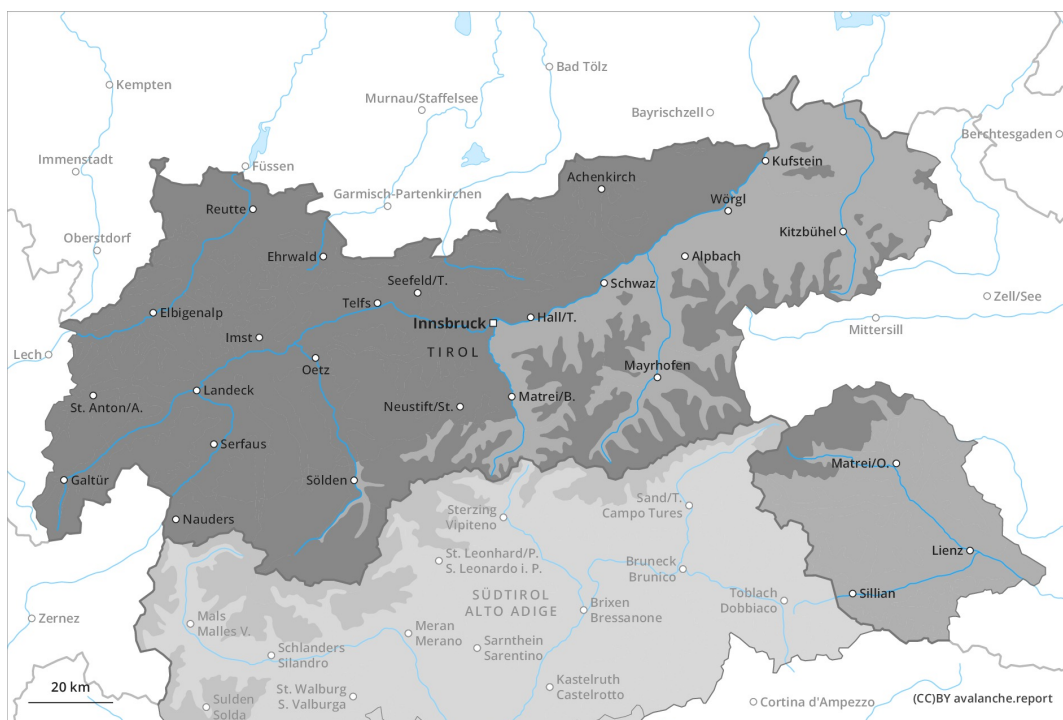 Kempten
Bad Tölz
Murnau/Staffelsee
Bayrischzell
Berchtesgaden
Immenstadt
Füssen
Kufstein
Achenkirch
Garmisch-Partenkirchen
Reutte
Wörgl
Kitzbühel
Oberstdorf
Ehrwald
Alpbach
Seefeld/T.
Schwaz
Zell/See
Telfs
Elbigenalp
Innsbruck
Hall/T.
Mittersill
Imst
TIROL
Lech
Oetz
Mayrhofen
Landeck
St. Anton/A.
Neustift/St.
Matrei/B.
Serfaus
Matrei/O.
Galtür
Sölden
Sand/T.
Campo Tures
Nauders
Sterzing
Vipiteno
St. Leonhard/P.
S. Leonardo i. P.
Lienz
Bruneck
Brunico
SÜDTIROL
ALTO ADIGE
Sillian
Toblach
Dobbiaco
Brixen
Bressanone
Zernez
Mals
Malles V.
Meran
Merano
Sarnthein
Sarentino
Schlanders
Silandro
20 km
St. Walburg
S. Valburga
Kastelruth
Castelrotto
Sulden
Solda
Cortina d'Ampezzo
(CC)BY avalanche.report